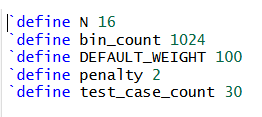 `define N 16
`define bin_count 1024
`define DEFAULT_WEIGHT 100
`define penalty 2
`define test_case_count 30